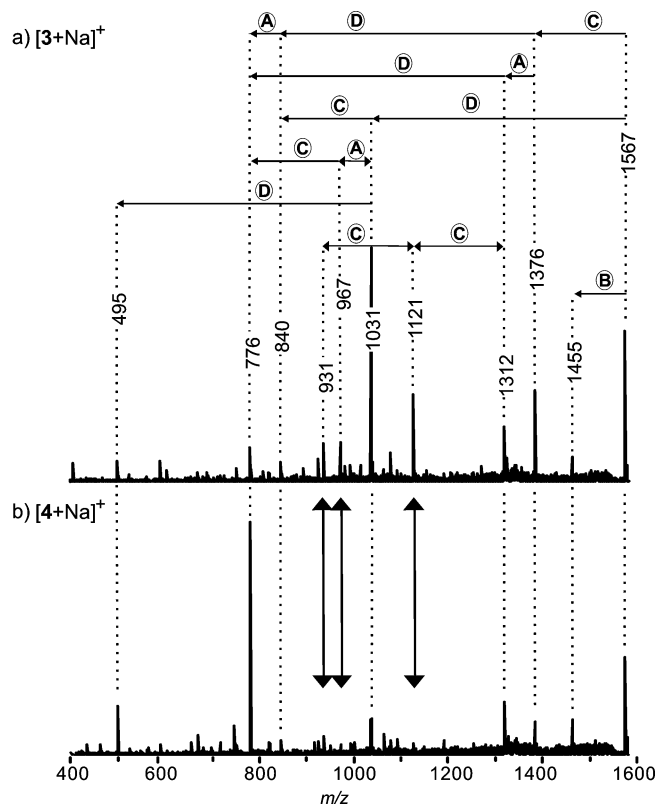 a) [3+Na]+
A D C
D A
C D
C A
D
C C
B
495
776
840
931
967
1031
1121
1312
1376
1455
1567
b) [4+Na]+
400 600 800 1000 1200 1400 1600
m/z